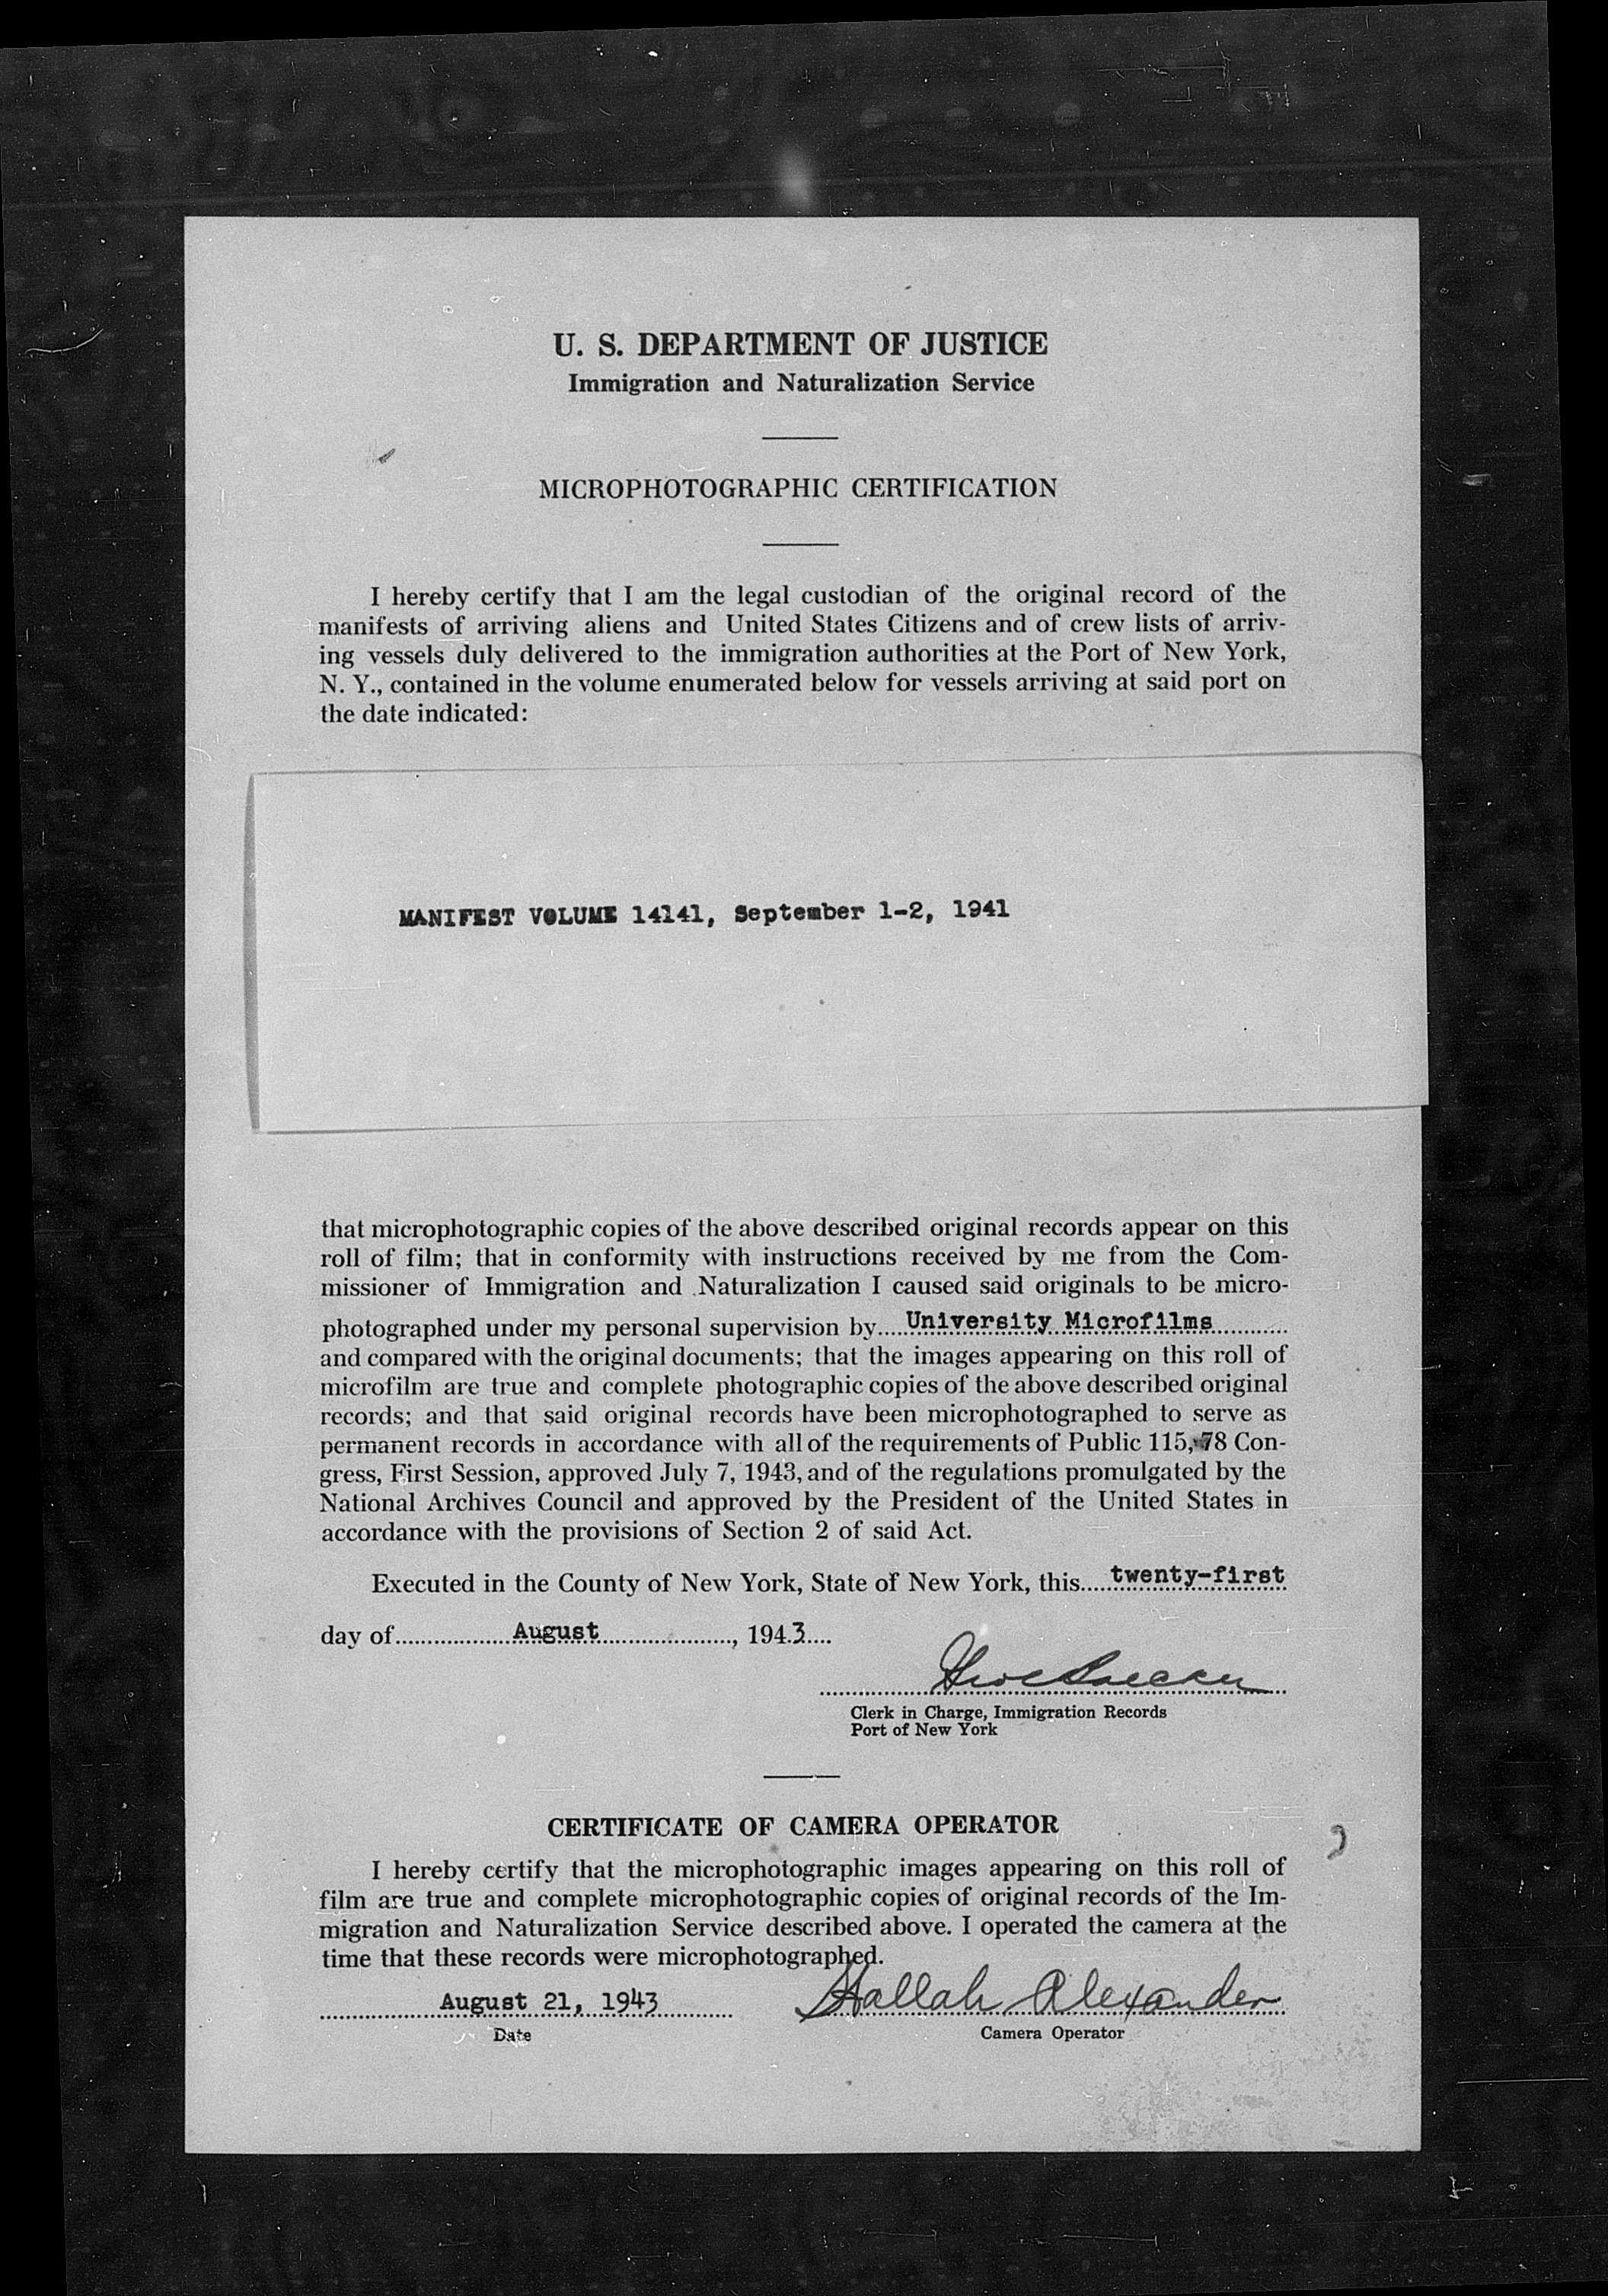 U. S. DEPARTMENT OF JUSTICE
Immigration and Naturalization Service
MICROPHOTOGRAPHIC CERTIFICATION
I hereby certify that I am the legal custodian of the original record of the
manifests of arriving aliens and United States Citizens and of crew lists of arriv-
ing vessels duly delivered to the immigration authorities at the Port of New York,
N. Y., contained in the volume enumerated below for vessels arriving at said port on
the date indicated:
MANIFEST VOLUME 14141, September 1-2, 1941
that microphotographic copies of the above described original records appear on this
roll of film; that in conformity with instructions received by me from the Com-
missioner of Immigration and Naturalization I caused said originals to be micro-
photographed under my personal supervision by University Microfilms
and compared with the original documents; that the images appearing on this roll of
microfilm are true and complete photographic copies of the above described original
records; and that said original records have been microphotographed to serve as
permanent records in accordance with all of the requirements of Public 115, 78 Con-
gress, First Session, approved July 7, 1943, and of the regulations promulgated by the
National Archives Council and approved by the President of the United States in
accordance with the provisions of Section 2 of said Act.
Executed in the County of New York, State of New York, this twenty-first
day of August, 1943
Clerk in Charge, Immigration Records
Port of New York
CERTIFICATE OF CAMERA OPERATOR
I hereby certify that the microphotographic images appearing on this roll of
film are true and complete microphotographic copies of original records of the Im-
migration and Naturalization Service described above. I operated the camera at the
time that these records were microphotographed.
August 21, 1943 Hallah Alexander
Date Camera Operator